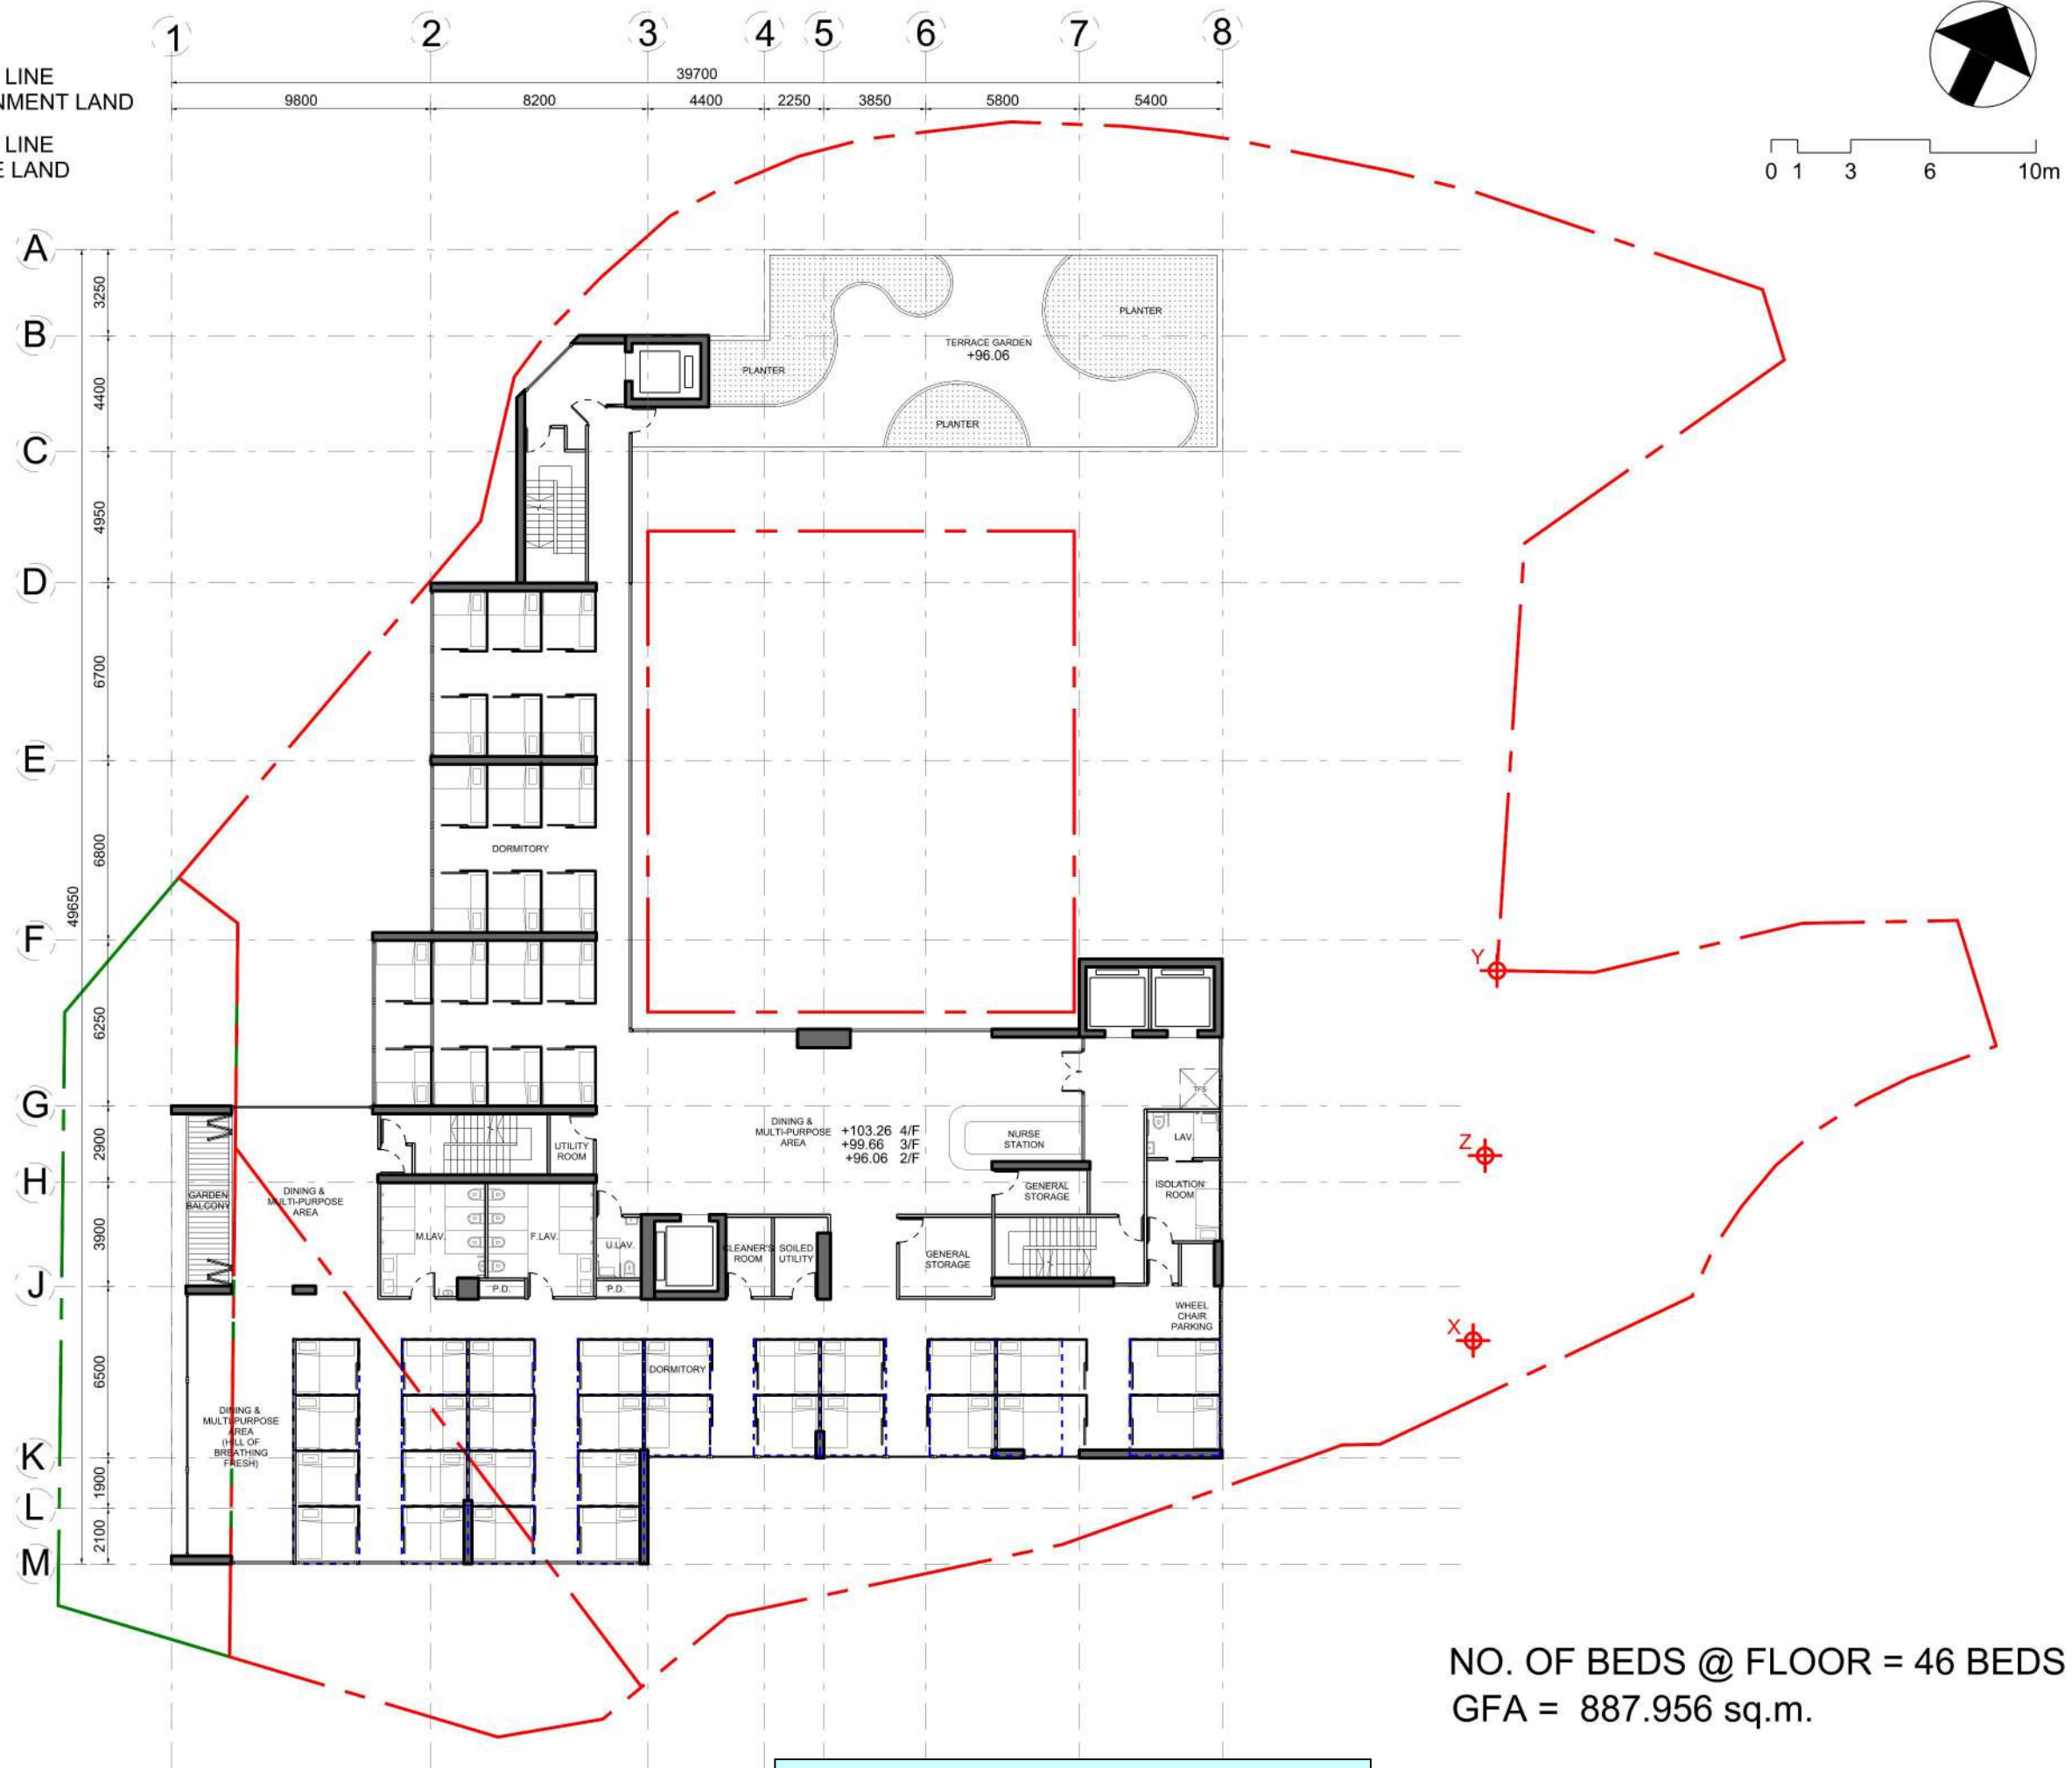 1 2 3 4 5 6 7 8
LINE
NMENT LAND
LINE
E LAND
39700
9800 8200 4400 2250 3850 5800 5400
0 1 3 6 10m
A
B
C
D
E
F
G
H
J
K
L
M
3250
4400
4950
6700
6800
49650
6250
2900
3900
6500
1900
2100
PLANTER
TERRACE GARDEN
+96.06
PLANTER
PLANTER
DORMITORY
Y
Z
X
TFS
DINING &
MULTI-PURPOSE
AREA
+103.26 4/F
+99.66 3/F
+96.06 2/F
NURSE
STATION
LAV.
UTILITY
ROOM
GARDEN
BALCONY
DINING &
MULTI-PURPOSE
AREA
GENERAL
STORAGE
ISOLATION
ROOM
M.LAV.
F.LAV.
U.LAV.
CLEANER'S
ROOM
SOILED
UTILITY
GENERAL
STORAGE
P.D.
P.D.
WHEEL
CHAIR
PARKING
DORMITORY
DINING &
MULTI-PURPOSE
AREA
(HILL OF
BREATHING
FRESH)
NO. OF BEDS @ FLOOR = 46 BEDS
GFA = 887.956 sq.m.